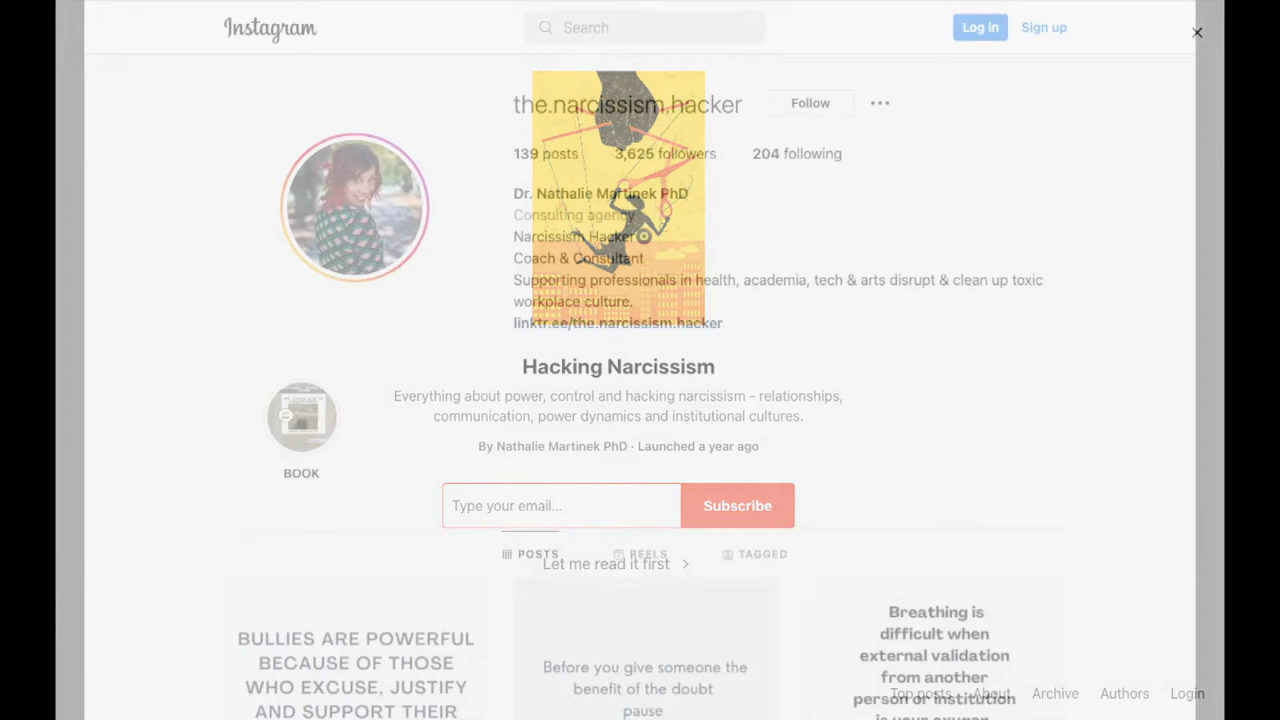 Instagram
Search
Log in
Sign up
the.narcissism.hacker
Follow
139 posts 3,625 followers 204 following
Dr. Nathalie Martinek PhD
Consulting agency
Narcissism Hacker
Coach & Consultant
Supporting professionals in health, academia, tech & arts disrupt & clean up toxic
workplace culture.
linktr.ee/the.narcissism.hacker
Hacking Narcissism
Everything about power, control and hacking narcissism - relationships,
communication, power dynamics and institutional cultures.
By Nathalie Martinek PhD · Launched a year ago
BOOK
Type your email...
Subscribe
POSTS REELS TAGGED
Let me read it first
BULLIES ARE POWERFUL
BECAUSE OF THOSE
WHO EXCUSE, JUSTIFY
AND SUPPORT THEIR
Before you give someone the
benefit of the doubt
pause
Breathing is
difficult when
external validation
from another
person or institution
is your oxygen
Top posts About Archive Authors Login